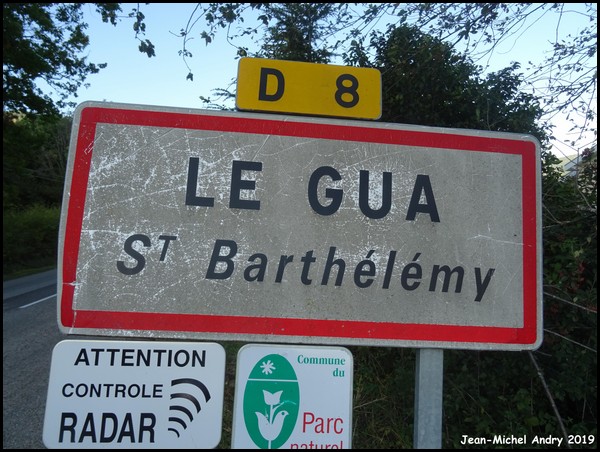 D 8
LE GUA
ST Barthélémy
ATTENTION
CONTROLE
RADAR
Commune
du
Parc
naturel
Jean-Michel Andry 2019